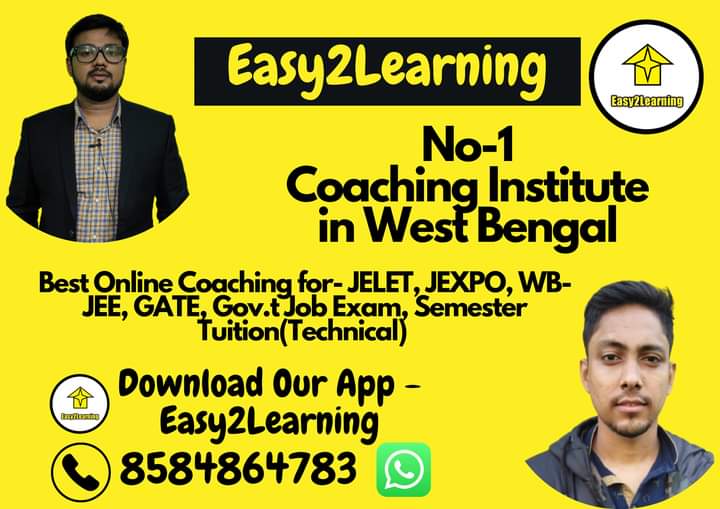 Easy2Learning
Easy2Learning
No-1
Coaching Institute
in West Bengal
Best Online Coaching for- JELET, JEXPO, WB-
JEE, GATE, Gov.t Job Exam, Semester
Tuition(Technical)
Download Our App -
Easy2Learning
Easy2Learning
8584864783